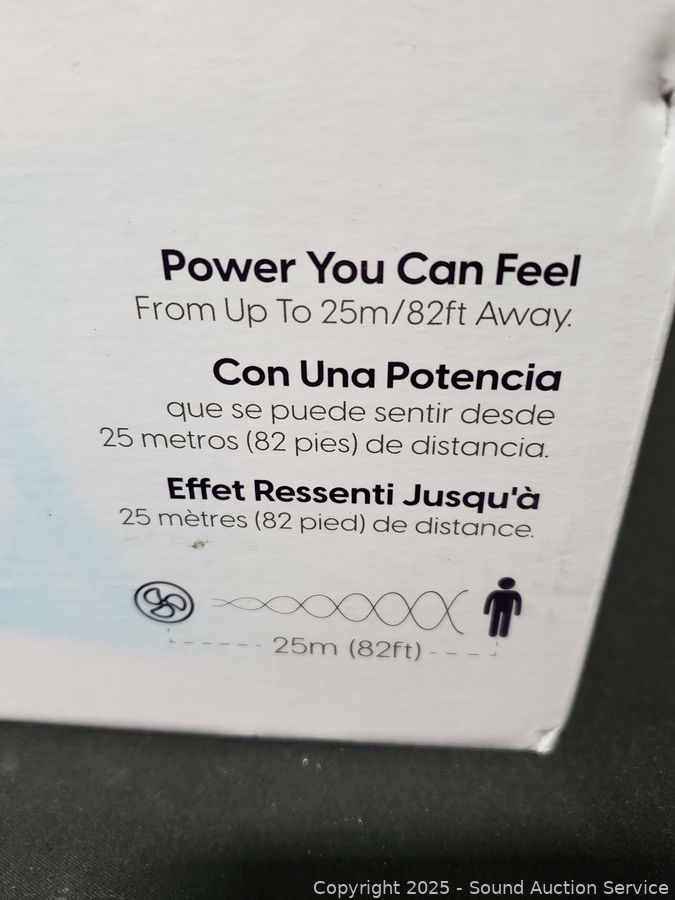 Power You Can Feel
From Up To 25m/82ft Away.
Con Una Potencia
que se puede sentir desde
25 metros (82 pies) de distancia.
Effet Ressenti Jusqu'à
25 mètres (82 pied) de distance.
25m (82ft)
Copyright 2025 - Sound Auction Service